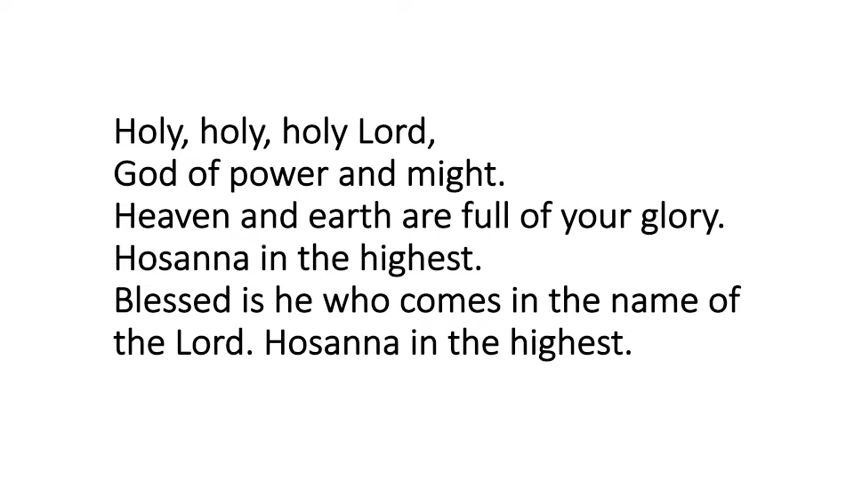 Holy, holy, holy Lord,
God of power and might.
Heaven and earth are full of your glory.
Hosanna in the highest.
Blessed is he who comes in the name of
the Lord. Hosanna in the highest.